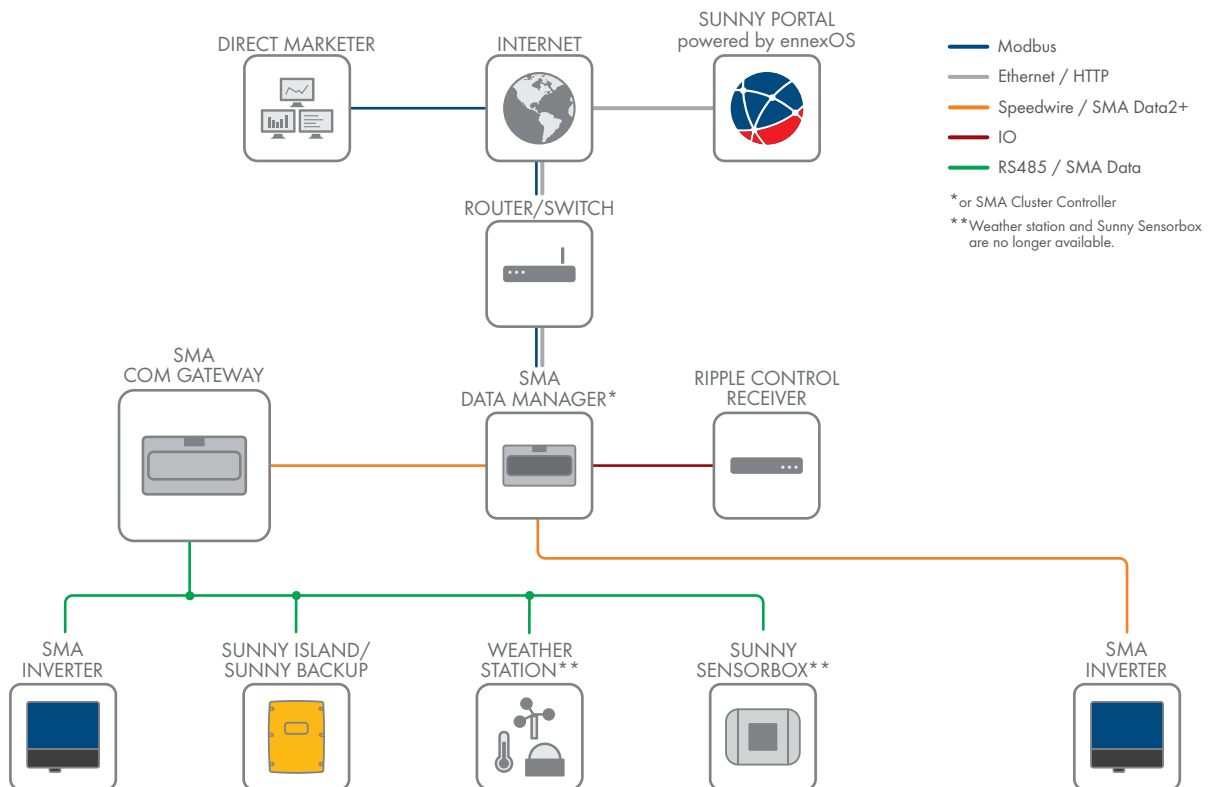 DIRECT MARKETER
INTERNET
SUNNY PORTAL
powered by ennexOS
Modbus
Ethernet / HTTP
Speedwire / SMA Data2+
IO
RS485 / SMA Data
*or SMA Cluster Controller
**Weather station and Sunny Sensorbox
are no longer available.
ROUTER/SWITCH
SMA
COM GATEWAY
SMA
DATA MANAGER*
RIPPLE CONTROL
RECEIVER
SMA
INVERTER
SUNNY ISLAND/
SUNNY BACKUP
WEATHER
STATION**
SUNNY
SENSORBOX**
SMA
INVERTER